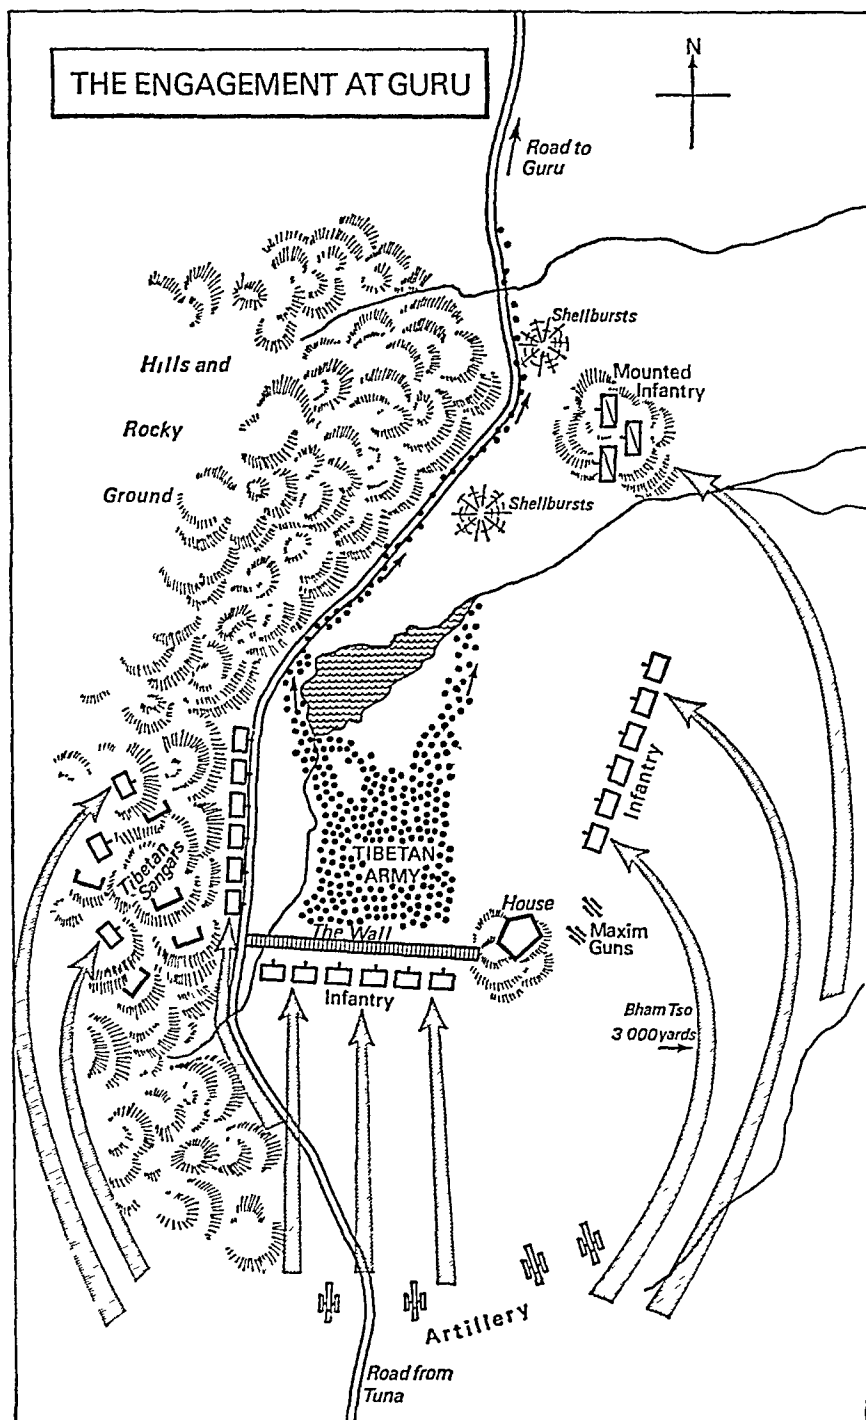 THE ENGAGEMENT AT GURU
N
Road to
Guru
Shellbursts
Hills and
Rocky
Ground
Mounted
Infantry
Shellbursts
Infantry
Tibetan
Sangars
TIBETAN
ARMY
House
The Wall
Maxim
Guns
Infantry
Bham Tso
3 000 yards
Artillery
Road from
Tuna